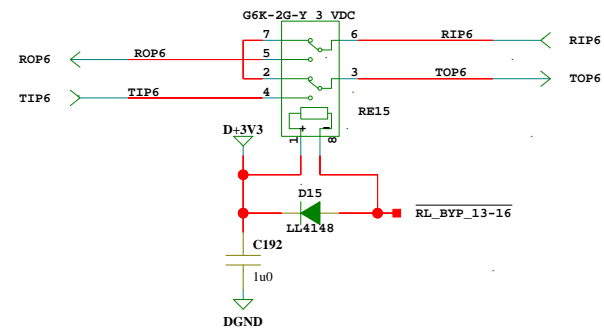 G6K-2G-Y 3 VDC
7 6 RIP6 RIP6
ROP6 ROP6 5
2 3 TOP6 TOP6
TIP6 TIP6 4
RE15
+ −
D+3V3 1 8
D15
RL_BYP_13-16
LL4148
C192
1u0
DGND